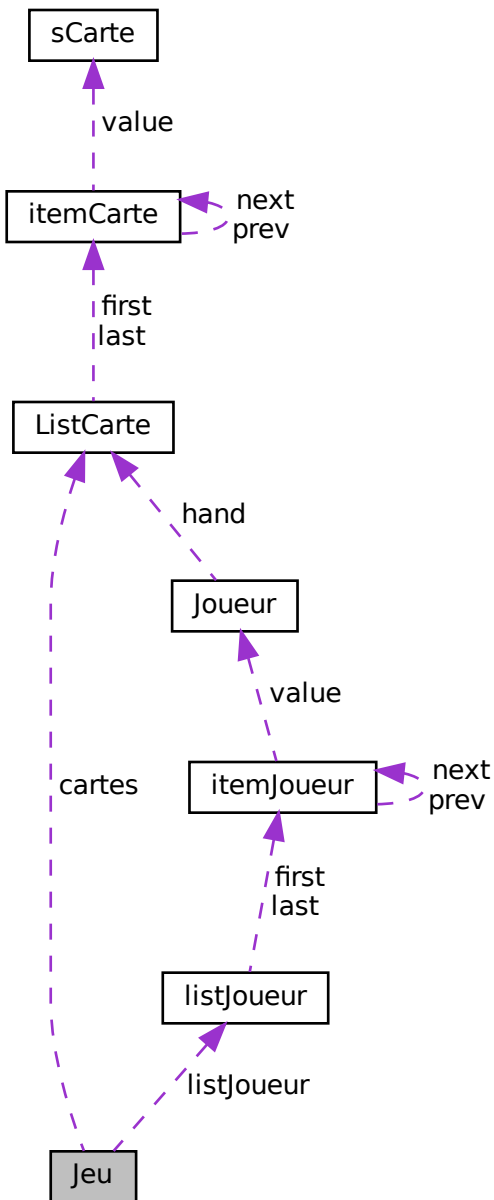 sCarte
value
itemCarte
next
prev
first
last
ListCarte
hand
Joueur
value
itemJoueur
next
prev
cartes
first
last
listJoueur
listJoueur
Jeu